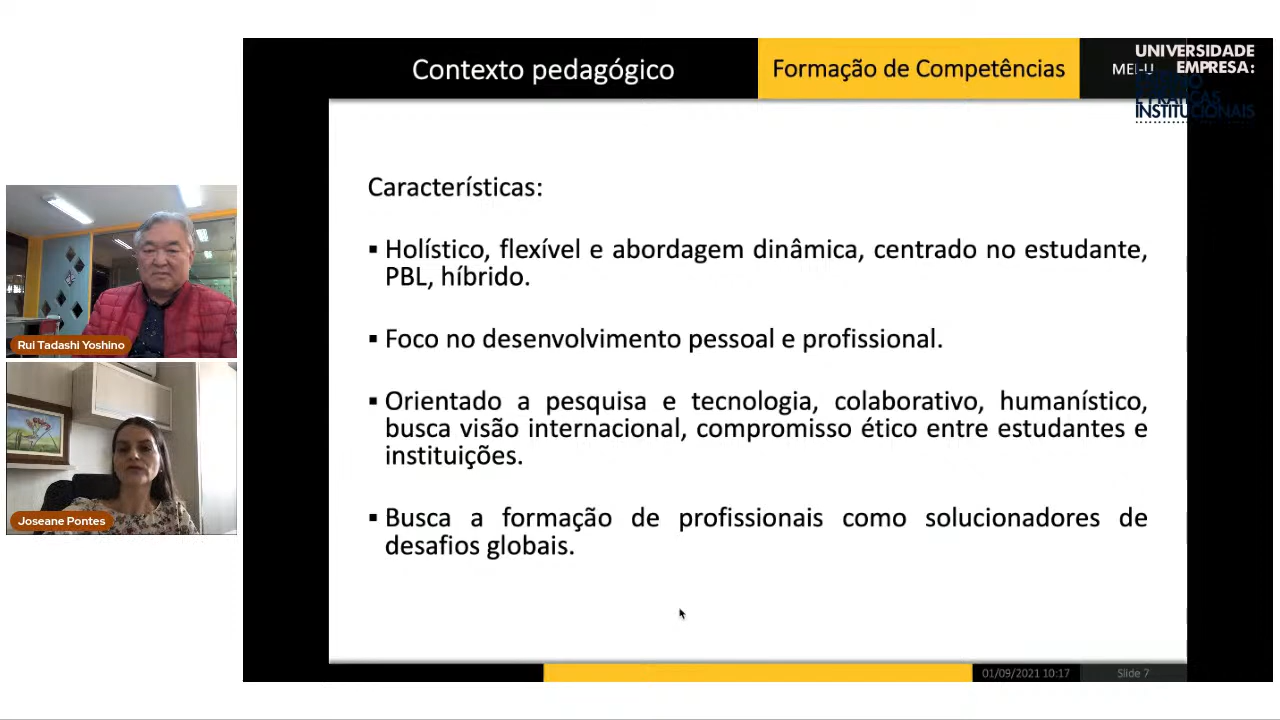 Contexto pedagógico
Formação de Competências
MEI-U
UNIVERSIDADE
EMPRESA:
INSTITUCIONAIS
Características:
▪ Holístico, flexível e abordagem dinâmica, centrado no estudante,
PBL, híbrido.
▪ Foco no desenvolvimento pessoal e profissional.
▪ Orientado a pesquisa e tecnologia, colaborativo, humanístico,
busca visão internacional, compromisso ético entre estudantes e
instituições.
▪ Busca a formação de profissionais como solucionadores de
desafios globais.
Rui Tadashi Yoshino
Joseane Pontes
01/09/2021 10:17
Slide 7